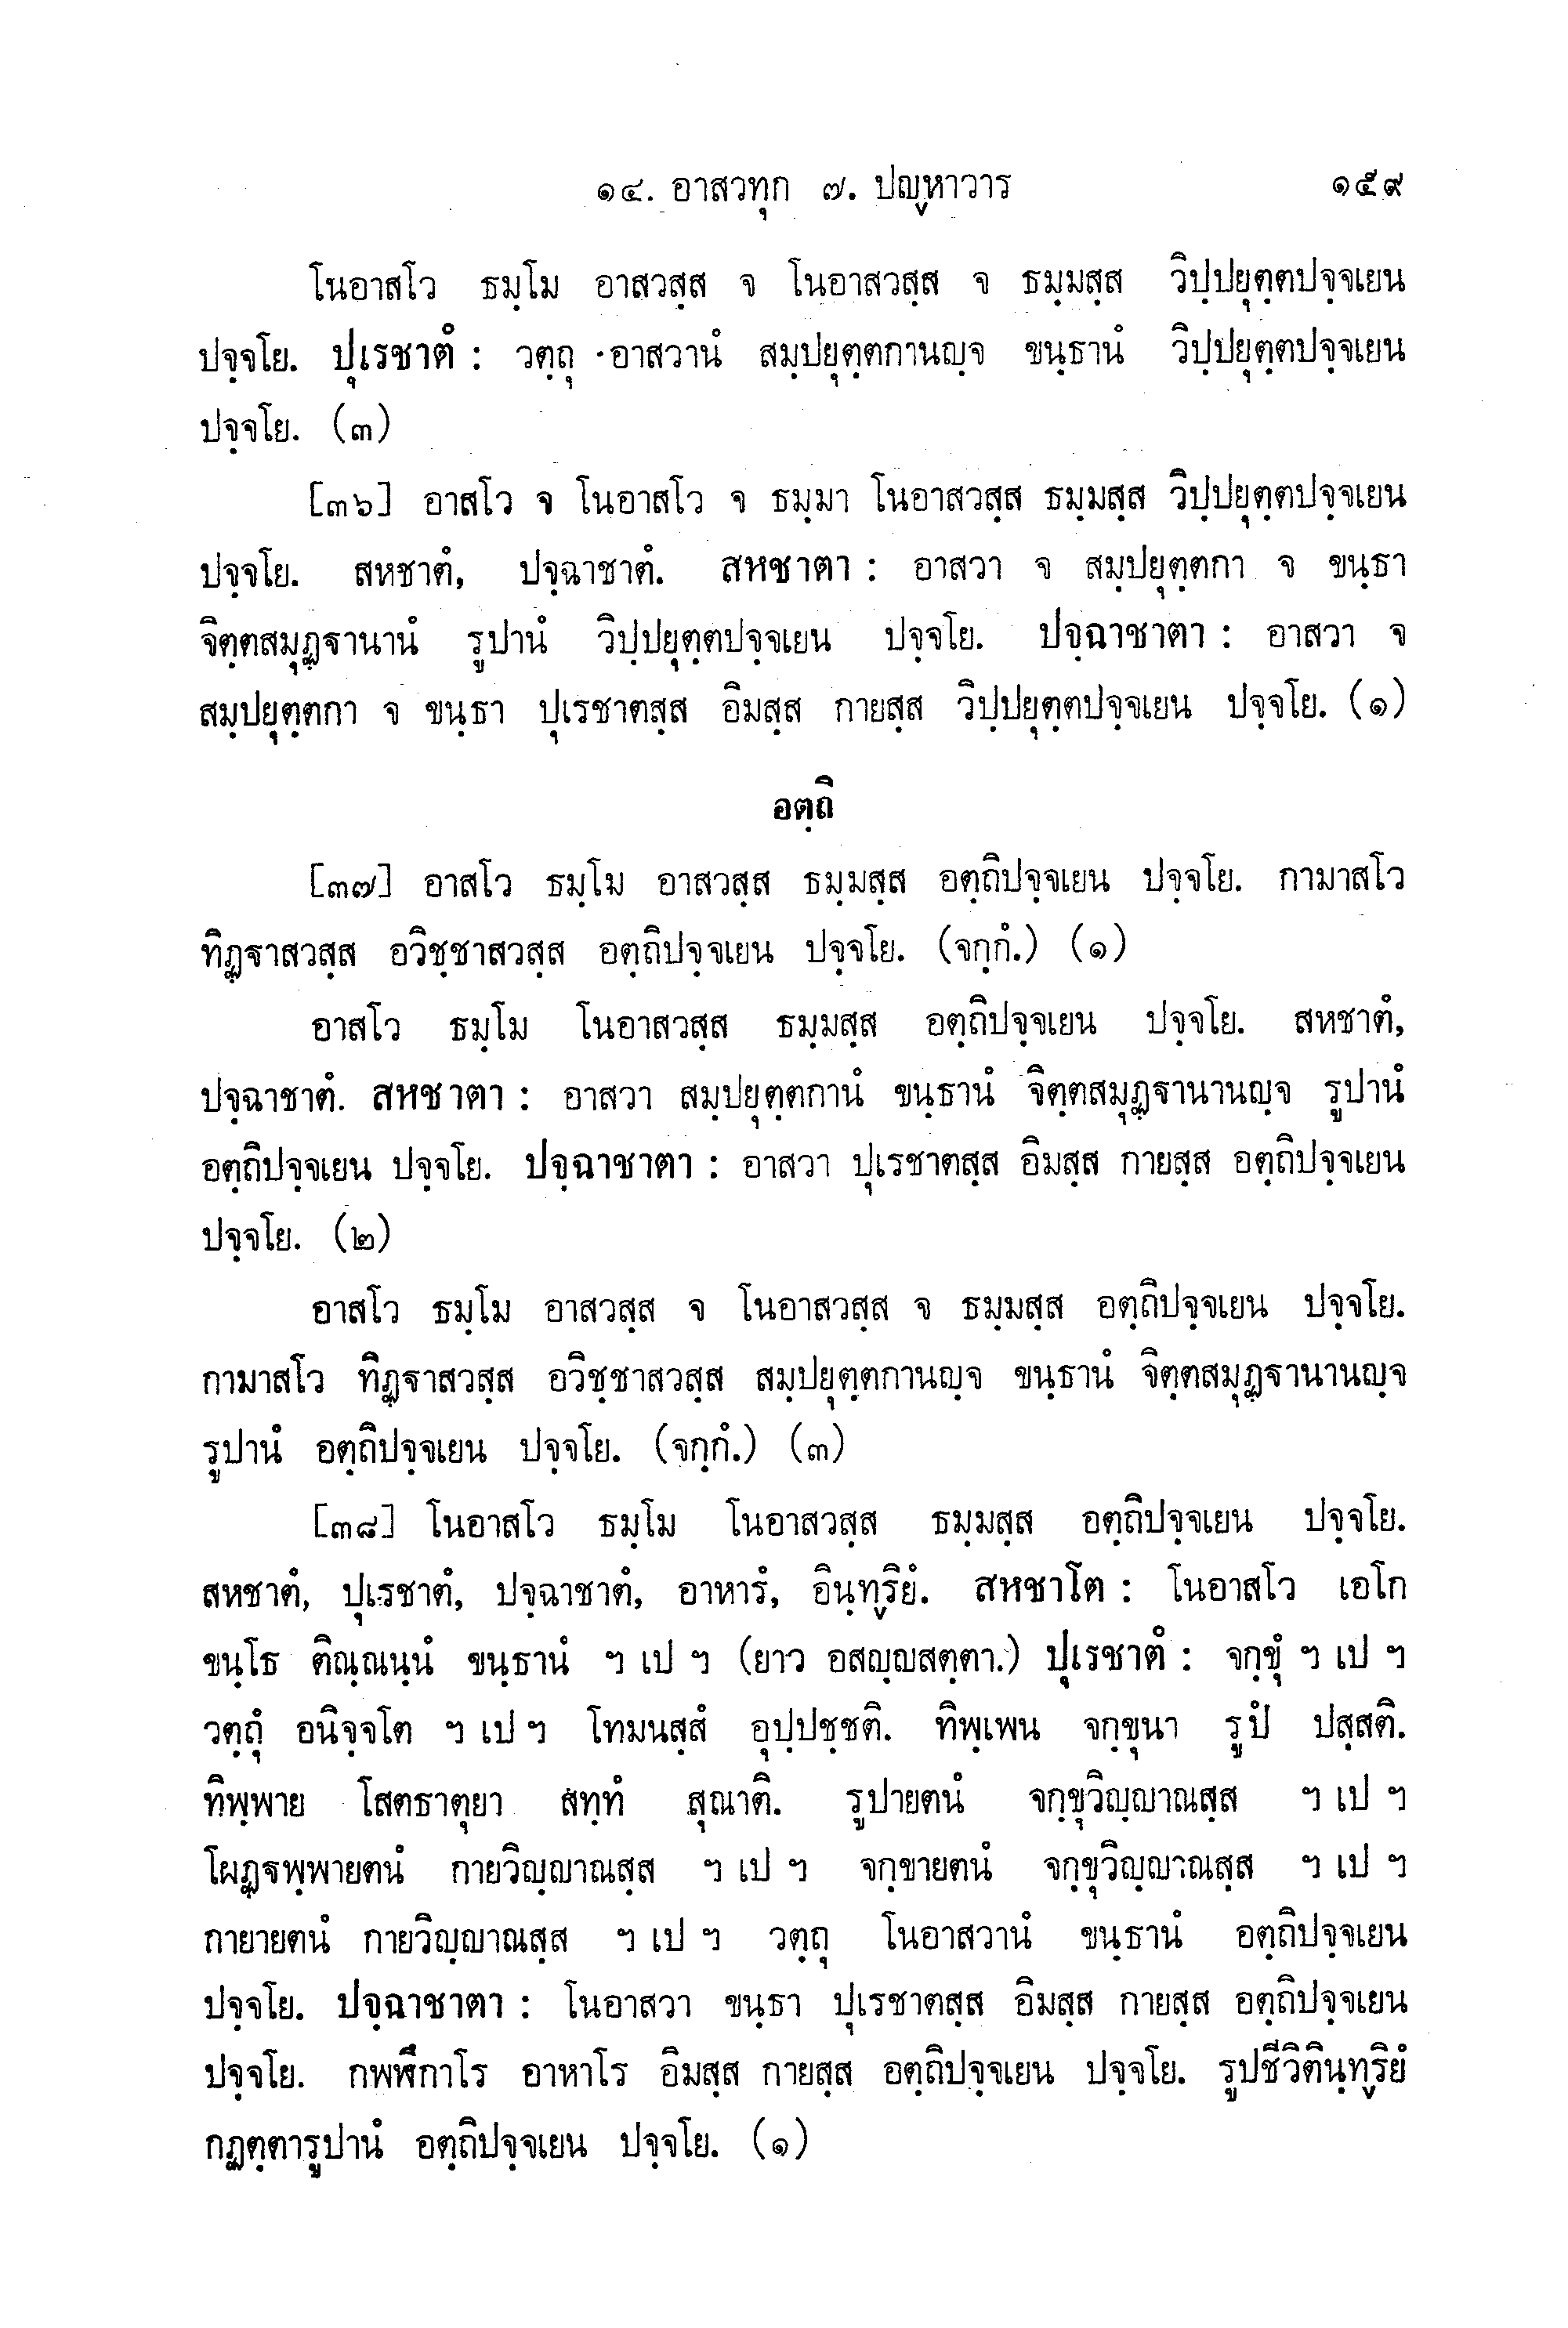 ๑๔. อาสวทุก ๗. ปญฺหาวาร ๑๕๙
โนอาสโว ธมฺโม อาสวสฺส จ โนอาสวสฺส จ ธมฺมสฺส วิปฺปยุตฺตปจฺจเยน
ปจฺจโย. ปุเรชาตํ : วตฺถุ อาสวานํ สมฺปยุตฺตกานญฺจ ขนฺธานํ วิปฺปยุตฺตปจฺจเยน
ปจฺจโย. (๓)
[๓๖] อาสโว จ โนอาสโว จ ธมฺมา โนอาสวสฺส ธมฺมสฺส วิปฺปยุตฺตปจฺจเยน
ปจฺจโย. สหชาตํ, ปจฺฉาชาตํ. สหชาตา : อาสวา จ สมฺปยุตฺตกา จ ขนฺธา
จิตฺตสมุฏฺฐานานํ รูปานํ วิปฺปยุตฺตปจฺจเยน ปจฺจโย. ปจฺฉาชาตา : อาสวา จ
สมฺปยุตฺตกา จ ขนฺธา ปุเรชาตสฺส อิมสฺส กายสฺส วิปฺปยุตฺตปจฺจเยน ปจฺจโย. (๑)
อตฺถิ
[๓๗] อาสโว ธมฺโม อาสวสฺส ธมฺมสฺส อตฺถิปจฺจเยน ปจฺจโย. กามาสโว
ทิฏฺฐาสวสฺส อวิชฺชาสวสฺส อตฺถิปจฺจเยน ปจฺจโย. (จกฺกํ.) (๑)
อาสโว ธมฺโม โนอาสวสฺส ธมฺมสฺส อตฺถิปจฺจเยน ปจฺจโย. สหชาตํ,
ปจฺฉาชาตํ. สหชาตา : อาสวา สมฺปยุตฺตกานํ ขนฺธานํ จิตฺตสมุฏฺฐานานญฺจ รูปานํ
อตฺถิปจฺจเยน ปจฺจโย. ปจฺฉาชาตา : อาสวา ปุเรชาตสฺส อิมสฺส กายสฺส อตฺถิปจฺจเยน
ปจฺจโย. (๒)
อาสโว ธมฺโม อาสวสฺส จ โนอาสวสฺส จ ธมฺมสฺส อตฺถิปจฺจเยน ปจฺจโย.
กามาสโว ทิฏฺฐาสวสฺส อวิชฺชาสวสฺส สมฺปยุตฺตกานญฺจ ขนฺธานํ จิตฺตสมุฏฺฐานานญฺจ
รูปานํ อตฺถิปจฺจเยน ปจฺจโย. (จกฺกํ.) (๓)
[๓๘] โนอาสโว ธมฺโม โนอาสวสฺส ธมฺมสฺส อตฺถิปจฺจเยน ปจฺจโย.
สหชาตํ, ปุเรชาตํ, ปจฺฉาชาตํ, อาหารํ, อินฺทฺริยํ. สหชาโต : โนอาสโว เอโก
ขนฺโธ ติณฺณนฺนํ ขนฺธานํ ฯ เป ฯ (ยาว อสญฺญสตฺตา.) ปุเรชาตํ : จกฺขุํ ฯ เป ฯ
วตฺถุํ อนิจฺจโต ฯ เป ฯ โทมนสฺสํ อุปฺปชฺชติ. ทิพฺเพน จกฺขุนา รูปํ ปสฺสติ.
ทิพฺพาย โสตธาตุยา สทฺทํ สุณาติ. รูปายตนํ จกฺขุวิญฺญาณสฺส ฯ เป ฯ
โผฏฺฐพฺพายตนํ กายวิญฺญาณสฺส ฯ เป ฯ จกฺขายตนํ จกฺขุวิญฺญาณสฺส ฯ เป ฯ
กายายตนํ กายวิญฺญาณสฺส ฯ เป ฯ วตฺถุ โนอาสวานํ ขนฺธานํ อตฺถิปจฺจเยน
ปจฺจโย. ปจฺฉาชาตา : โนอาสวา ขนฺธา ปุเรชาตสฺส อิมสฺส กายสฺส อตฺถิปจฺจเยน
ปจฺจโย. กพฬีกาโร อาหาโร อิมสฺส กายสฺส อตฺถิปจฺจเยน ปจฺจโย. รูปชีวิตินฺทฺริยํ
กฏตฺตารูปานํ อตฺถิปจฺจเยน ปจฺจโย. (๑)